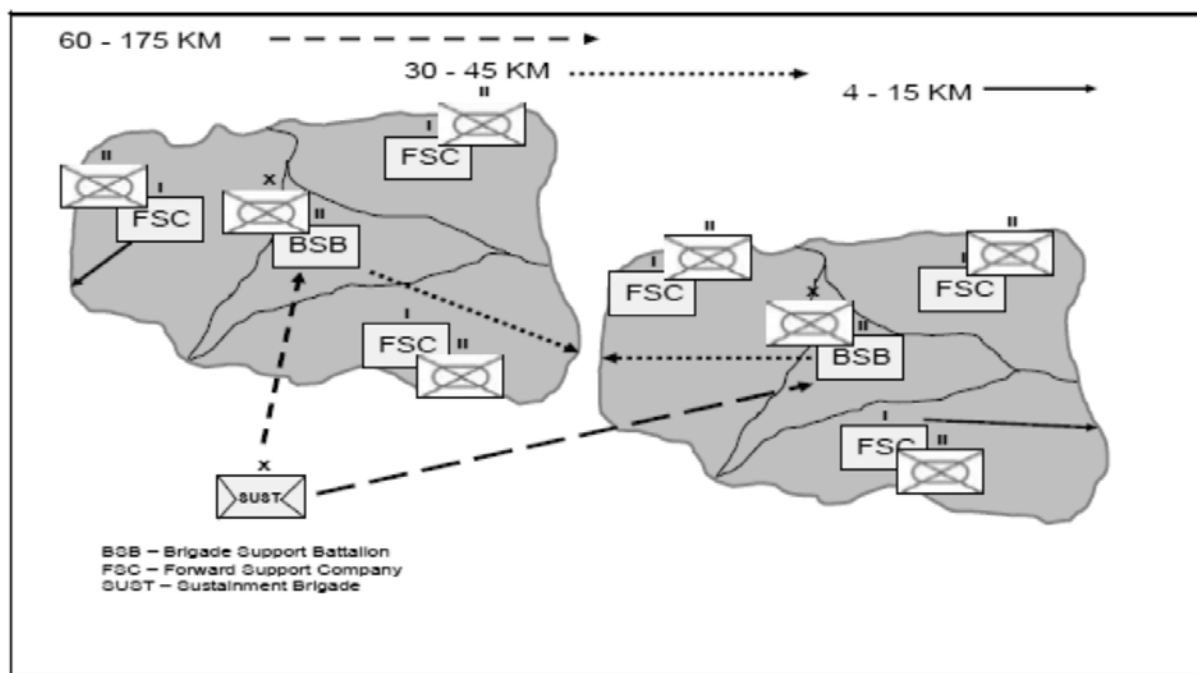 60 - 175 KM
30 - 45 KM
4 - 15 KM
II
I
FSC
II
I
FSC
X
II
BSB
I
FSC
II
X
SUST
II
I
FSC
II
I
FSC
X
II
BSB
I
FSC
II
BSB – Brigade Support Battalion
FSC – Forward Support Company
SUST – Sustainment Brigade